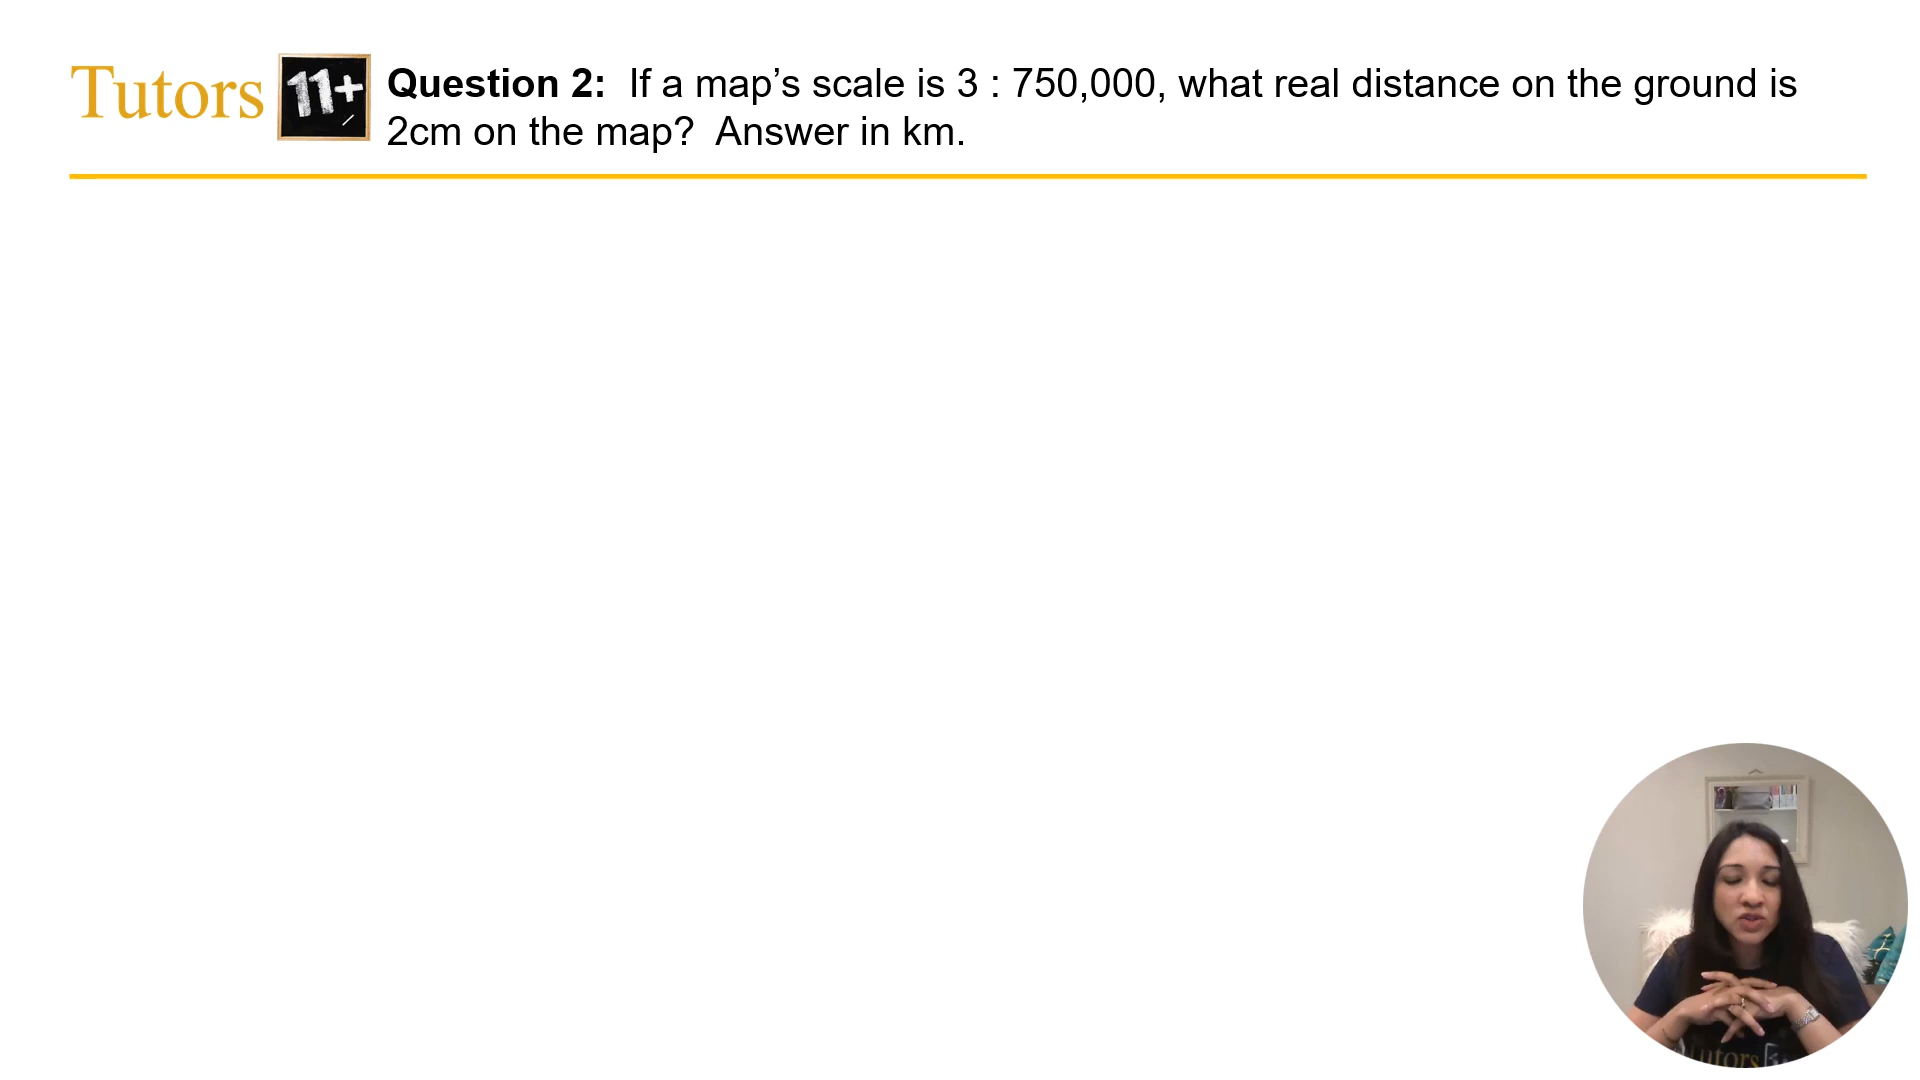 Tutors 11+
Question 2: If a map’s scale is 3 : 750,000, what real distance on the ground is
2cm on the map? Answer in km.
Tutors